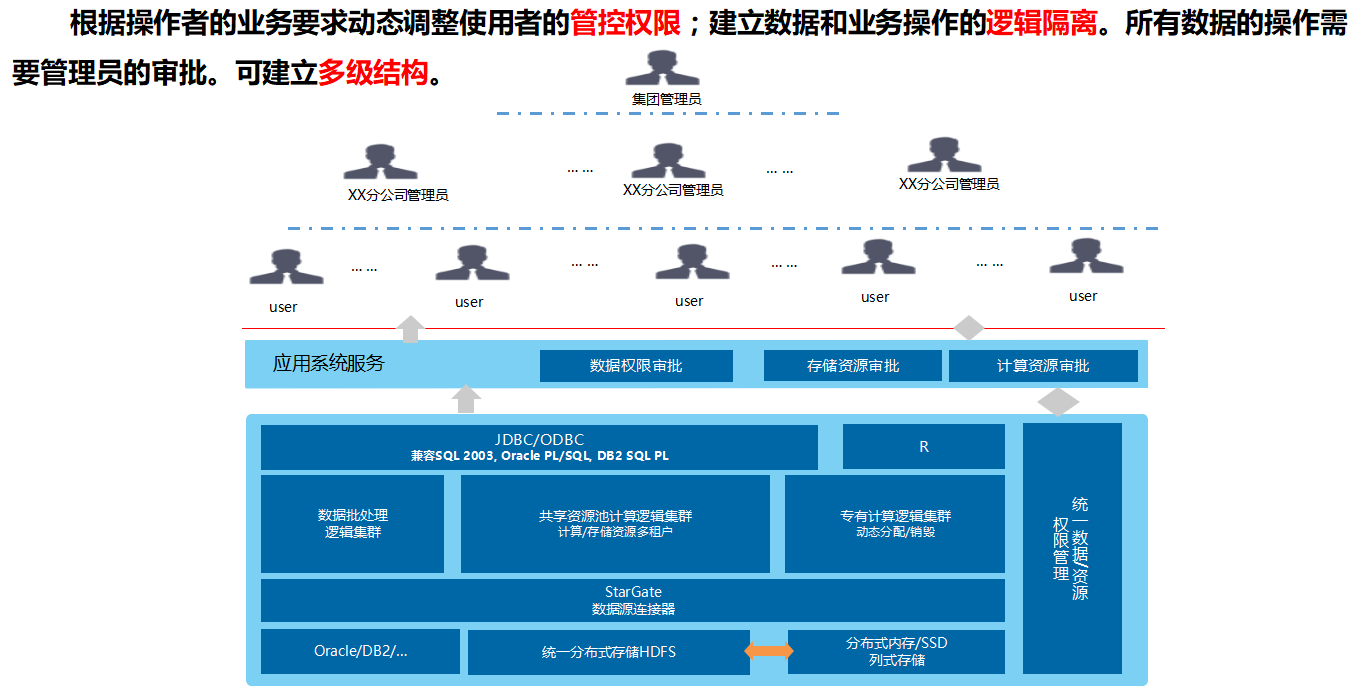 根据操作者的业务要求动态调整使用者的管控权限；建立数据和业务操作的逻辑隔离。所有数据的操作需
要管理员的审批。可建立多级结构。
集团管理员
XX分公司管理员
... ...
XX分公司管理员
... ...
XX分公司管理员
user
... ...
user
... ...
user
... ...
user
... ...
user
应用系统服务
数据权限审批
存储资源审批
计算资源审批
JDBC/ODBC
兼容SQL 2003, Oracle PL/SQL, DB2 SQL PL
R
数据批处理
逻辑集群
共享资源池计算逻辑集群
计算/存储资源多租户
专有计算逻辑集群
动态分配/销毁
统一数据/资源
权限管理
StarGate
数据源连接器
Oracle/DB2/...
统一分布式存储HDFS
分布式内存/SSD
列式存储